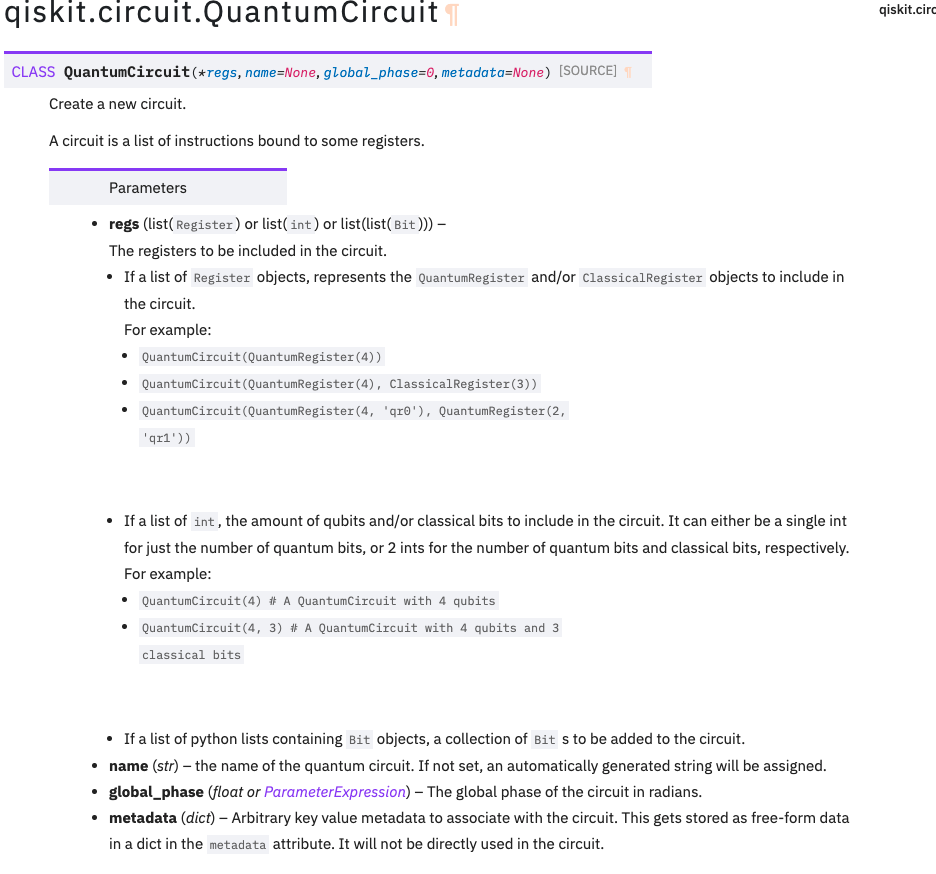 qiskit.circuit.QuantumCircuit¶
qiskit.circ
CLASS QuantumCircuit(*regs, name=None, global_phase=0, metadata=None) [SOURCE] ¶
Create a new circuit.
A circuit is a list of instructions bound to some registers.
Parameters
• regs (list(Register) or list(int) or list(list(Bit))) –
The registers to be included in the circuit.
• If a list of Register objects, represents the QuantumRegister and/or ClassicalRegister objects to include in
the circuit.
For example:
• QuantumCircuit(QuantumRegister(4))
• QuantumCircuit(QuantumRegister(4), ClassicalRegister(3))
• QuantumCircuit(QuantumRegister(4, 'qr0'), QuantumRegister(2,
'qr1'))
• If a list of int, the amount of qubits and/or classical bits to include in the circuit. It can either be a single int
for just the number of quantum bits, or 2 ints for the number of quantum bits and classical bits, respectively.
For example:
• QuantumCircuit(4) # A QuantumCircuit with 4 qubits
• QuantumCircuit(4, 3) # A QuantumCircuit with 4 qubits and 3
classical bits
• If a list of python lists containing Bit objects, a collection of Bit s to be added to the circuit.
• name (str) – the name of the quantum circuit. If not set, an automatically generated string will be assigned.
• global_phase (float or ParameterExpression) – The global phase of the circuit in radians.
• metadata (dict) – Arbitrary key value metadata to associate with the circuit. This gets stored as free-form data
in a dict in the metadata attribute. It will not be directly used in the circuit.